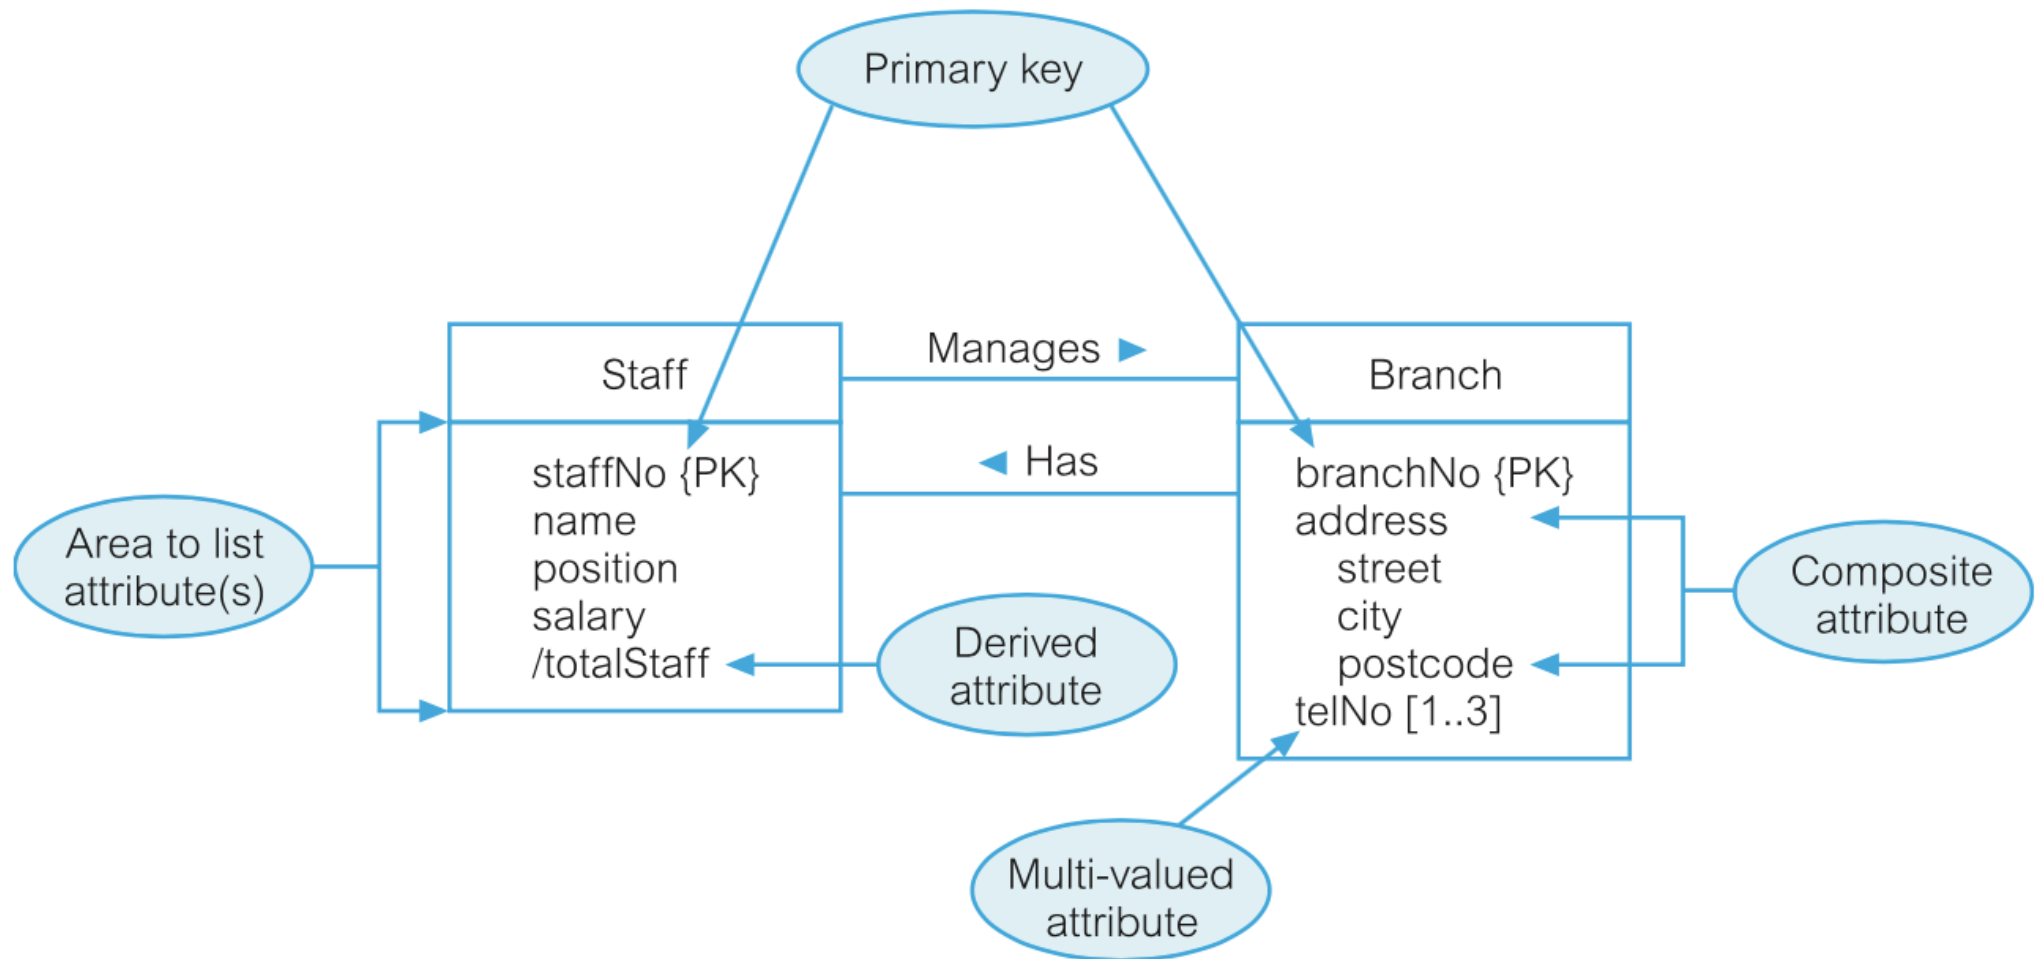 Primary key
Staff
Manages
Branch
staffNo {PK}
name
position
salary
/totalStaff
Has
branchNo {PK}
address
street
city
postcode
telNo [1..3]
Area to list
attribute(s)
Derived
attribute
Composite
attribute
Multi-valued
attribute